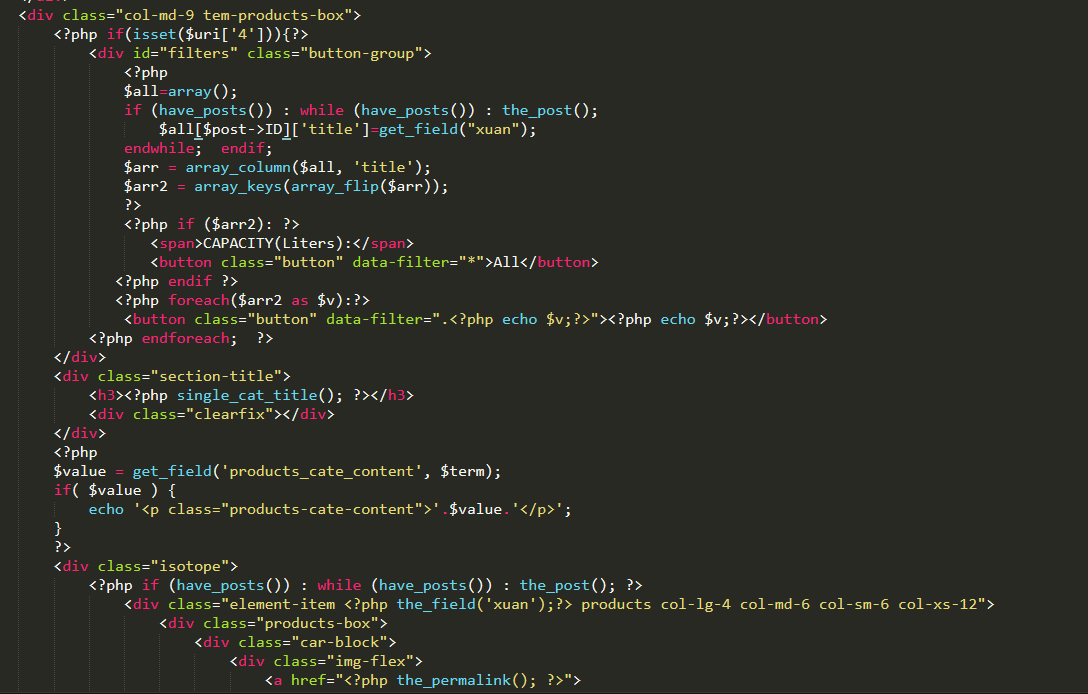 <div class="col-md-9 tem-products-box">
<?php if(isset($uri['4'])){?>
<div id="filters" class="button-group">
<?php
$all=array();
if (have_posts()) : while (have_posts()) : the_post();
$all[$post->ID]['title']=get_field("xuan");
endwhile;  endif;
$arr = array_column($all, 'title');
$arr2 = array_keys(array_flip($arr));
?>
<?php if ($arr2): ?>
<span>CAPACITY(Liters):</span>
<button class="button" data-filter="*">All</button>
<?php endif ?>
<?php foreach($arr2 as $v):?>
<button class="button" data-filter=".<?php echo $v;?>"><?php echo $v;?></button>
<?php endforeach;  ?>
</div>
<div class="section-title">
<h3><?php single_cat_title(); ?></h3>
<div class="clearfix"></div>
</div>
<?php
$value = get_field('products_cate_content', $term);
if( $value ) {
echo '<p class="products-cate-content">'.$value.'</p>';
}
?>
<div class="isotope">
<?php if (have_posts()) : while (have_posts()) : the_post(); ?>
<div class="element-item <?php the_field('xuan');?> products col-lg-4 col-md-6 col-sm-6 col-xs-12">
<div class="products-box">
<div class="car-block">
<div class="img-flex">
<a href="<?php the_permalink(); ?>">